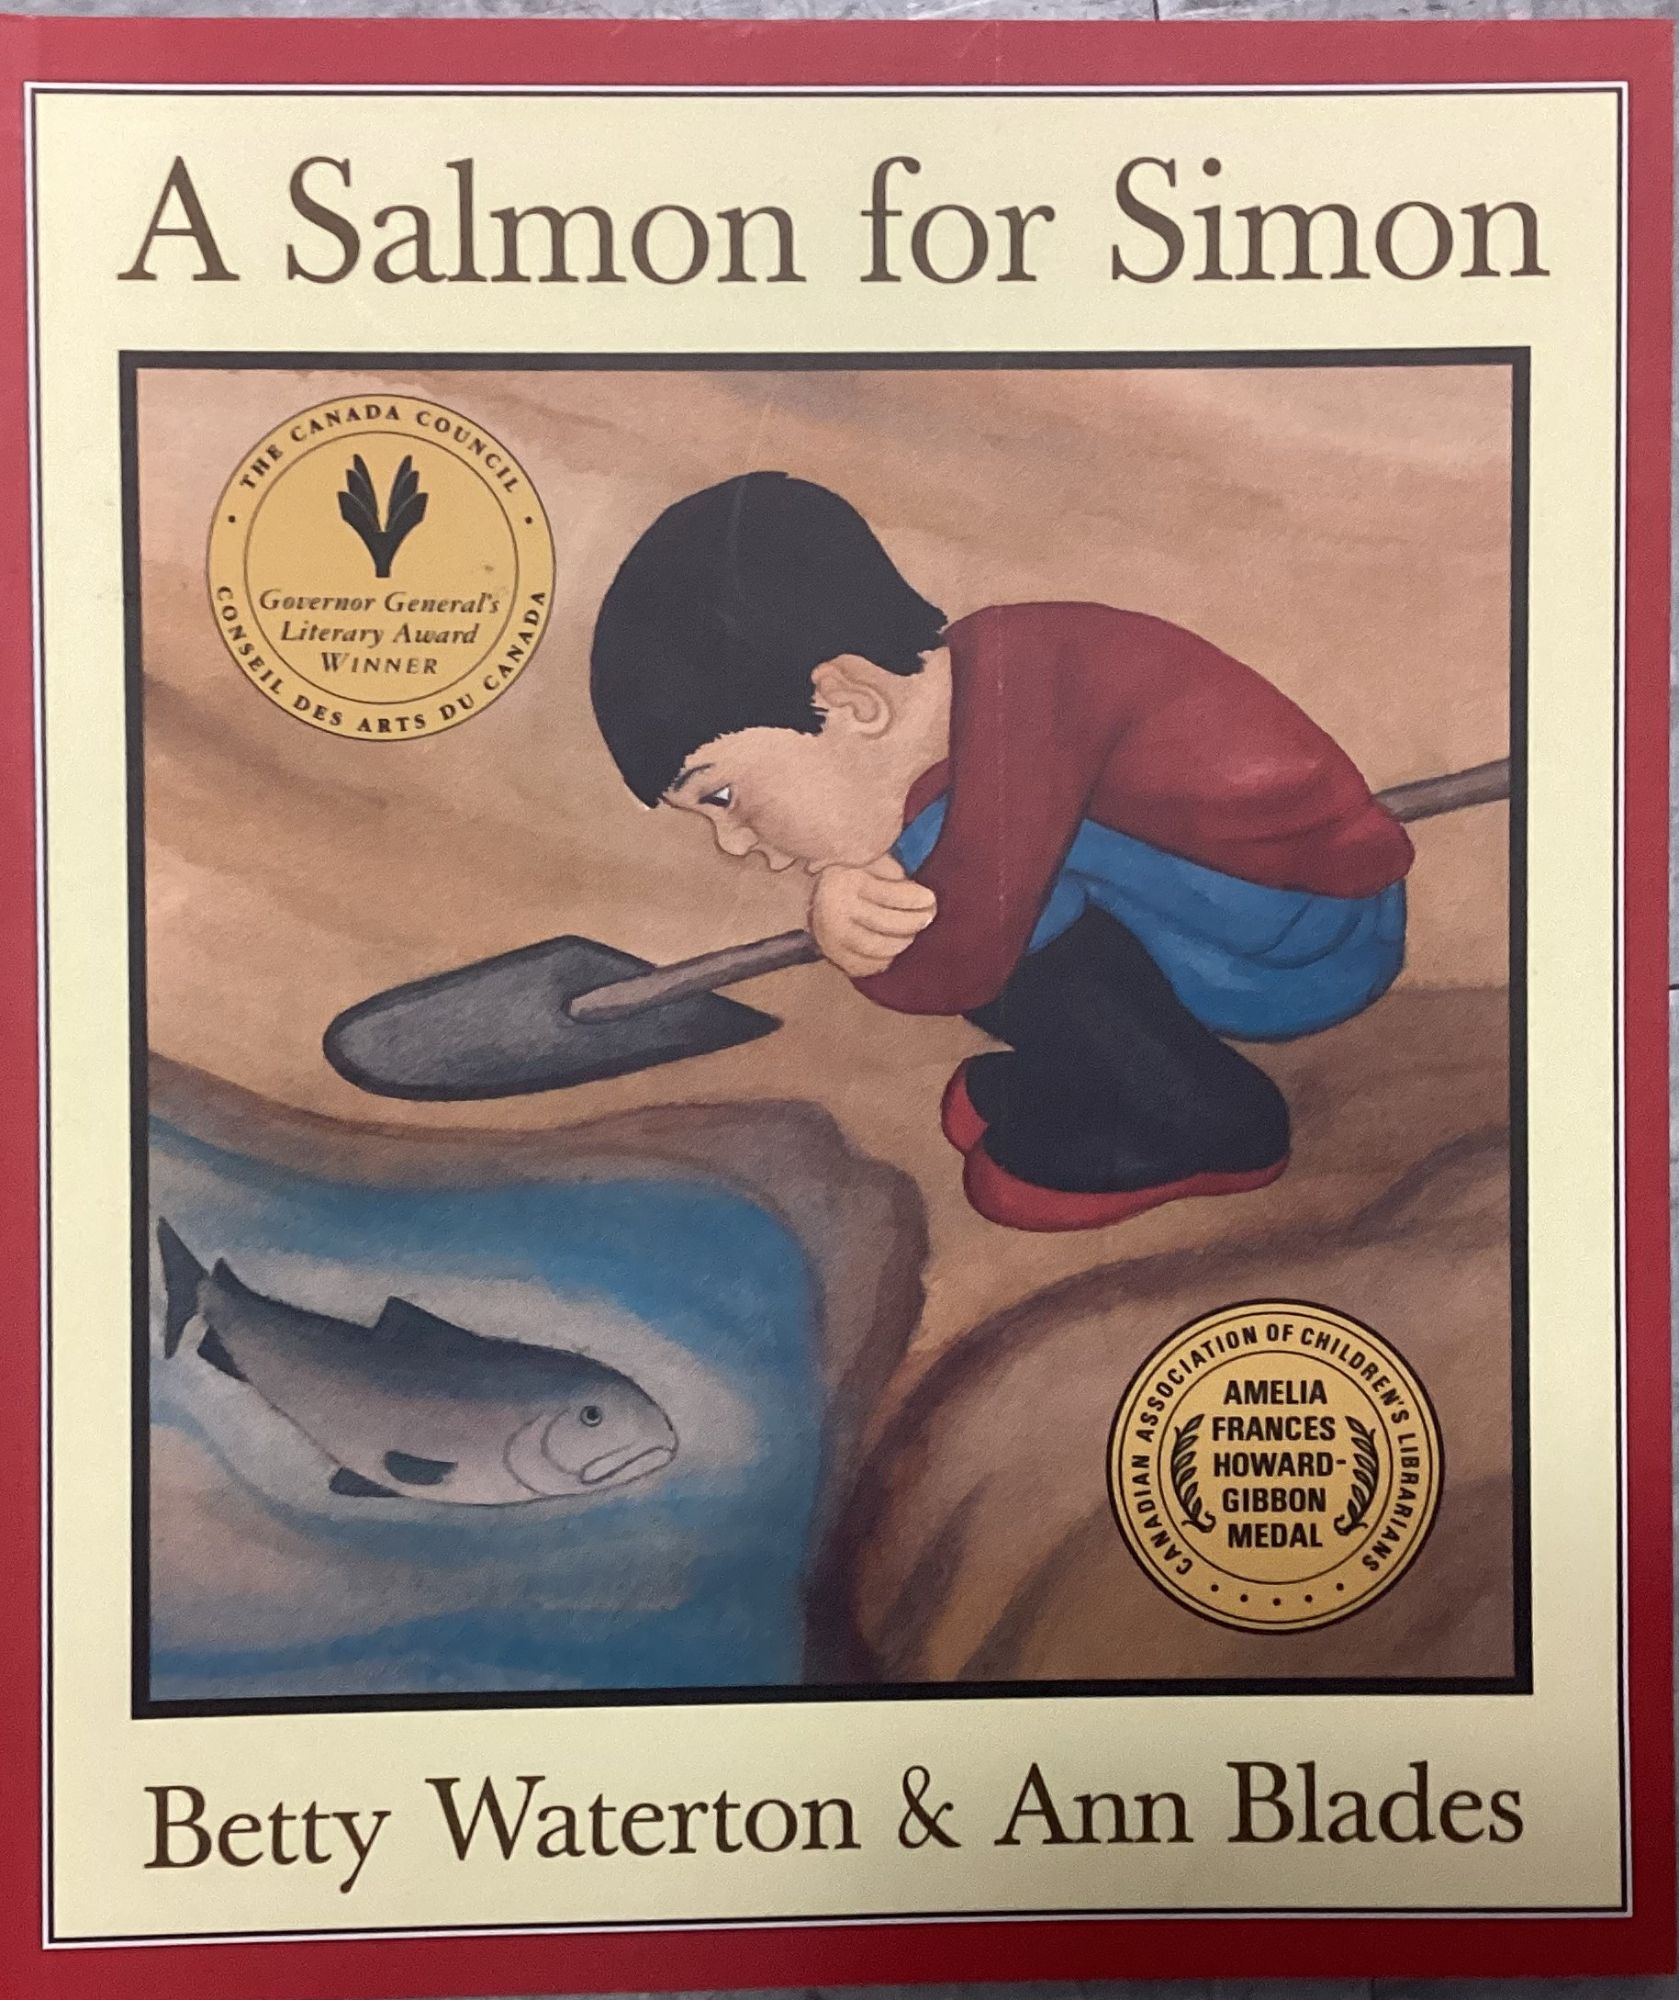 A Salmon for Simon
THE CANADA COUNCIL
Governor General's
Literary Award
WINNER
CONSEIL DES ARTS DU CANADA
CANADIAN ASSOCIATION OF CHILDREN'S LIBRARIANS
AMELIA
FRANCES
HOWARD-
GIBBON
MEDAL
Betty Waterton & Ann Blades